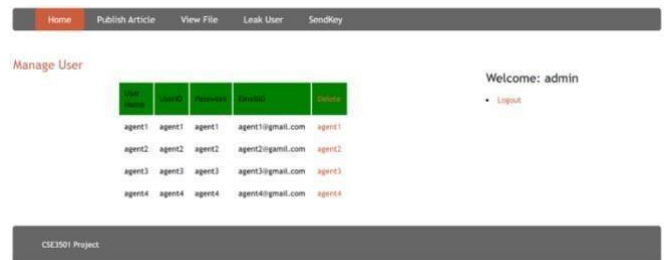 Home Publish Article View File Leak User SendKey
Manage User
Welcome: admin
Logout
User Name UserID Password EmailID Delete
agent1 agent1 agent1 agent1@gmail.com agent1
agent2 agent2 agent2 agent2@gamil.com agent2
agent3 agent3 agent3 agent3@gmail.com agent3
agent4 agent4 agent4 agent4@gmail.com agent4
CSE3501 Project